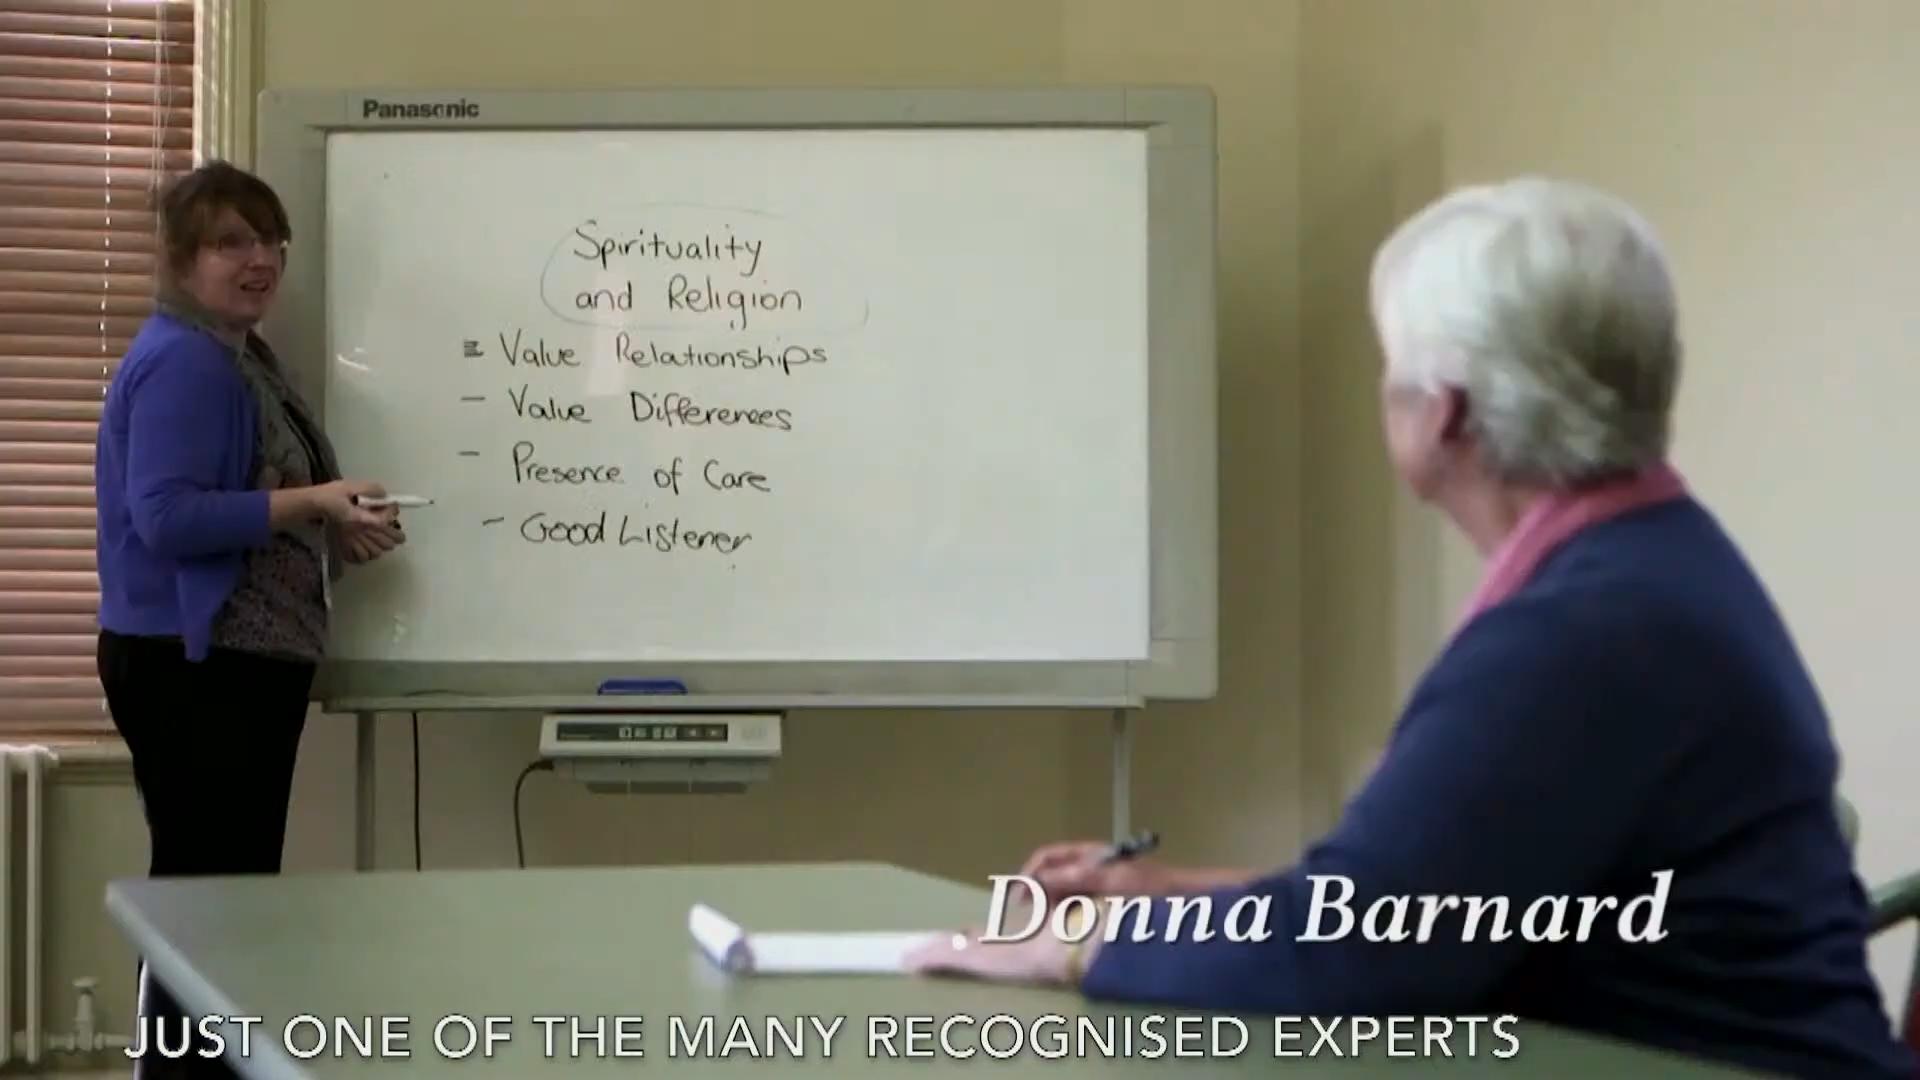 Panasonic
Spirituality
and Religion
- Value Relationships
- Value Differences
- Presence of Care
- Good Listener
.Donna Barnard
JUST ONE OF THE MANY RECOGNISED EXPERTS